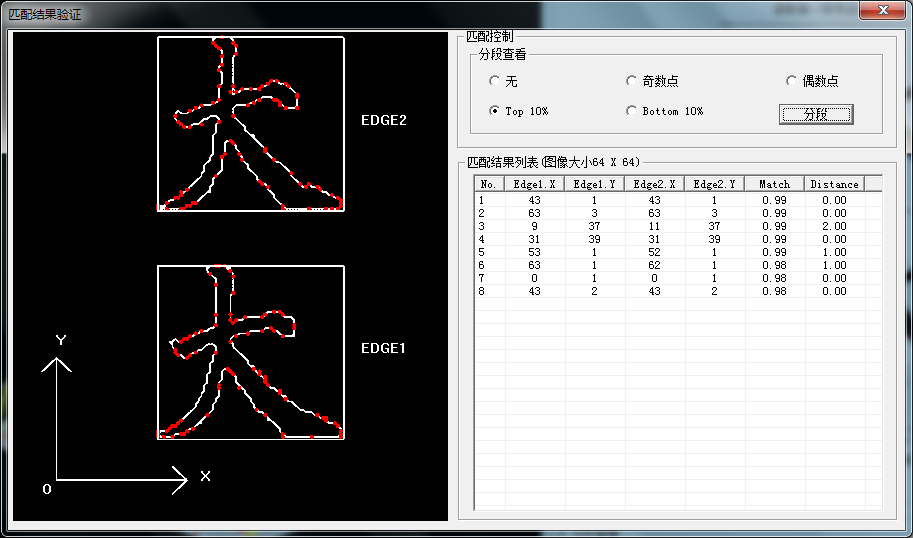 匹配结果验证
EDGE2
EDGE1
Y
X
O
匹配控制
分段查看
无 奇数点 偶数点
Top 10% Bottom 10% 分段
匹配结果列表(图像大小64 X 64)
No. Edge1.X Edge1.Y Edge2.X Edge2.Y Match Distance
1 43 1 43 1 0.99 0.00
2 63 3 63 3 0.99 0.00
3 9 37 11 37 0.99 2.00
4 31 39 31 39 0.99 0.00
5 53 1 52 1 0.99 1.00
6 63 1 62 1 0.98 1.00
7 0 1 0 1 0.98 0.00
8 43 2 43 2 0.98 0.00